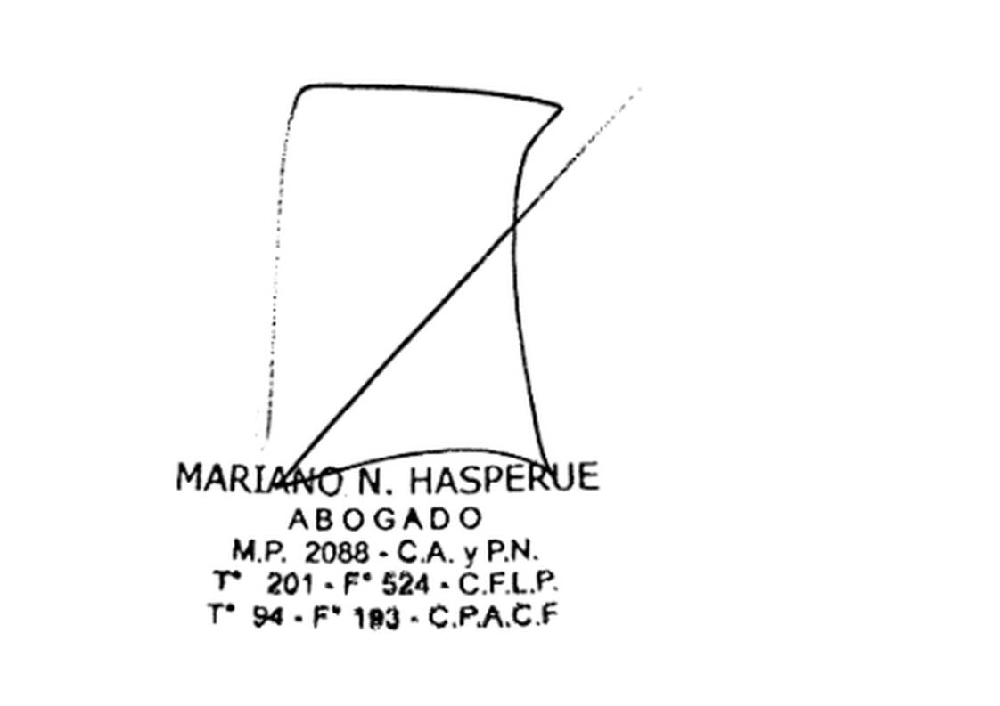 MARIANO N. HASPERUE
ABOGADO
M.P. 2088 - C.A. y P.N.
T° 201 - F° 524 - C.F.L.P.
T° 94 - F° 193 - C.P.A.C.F